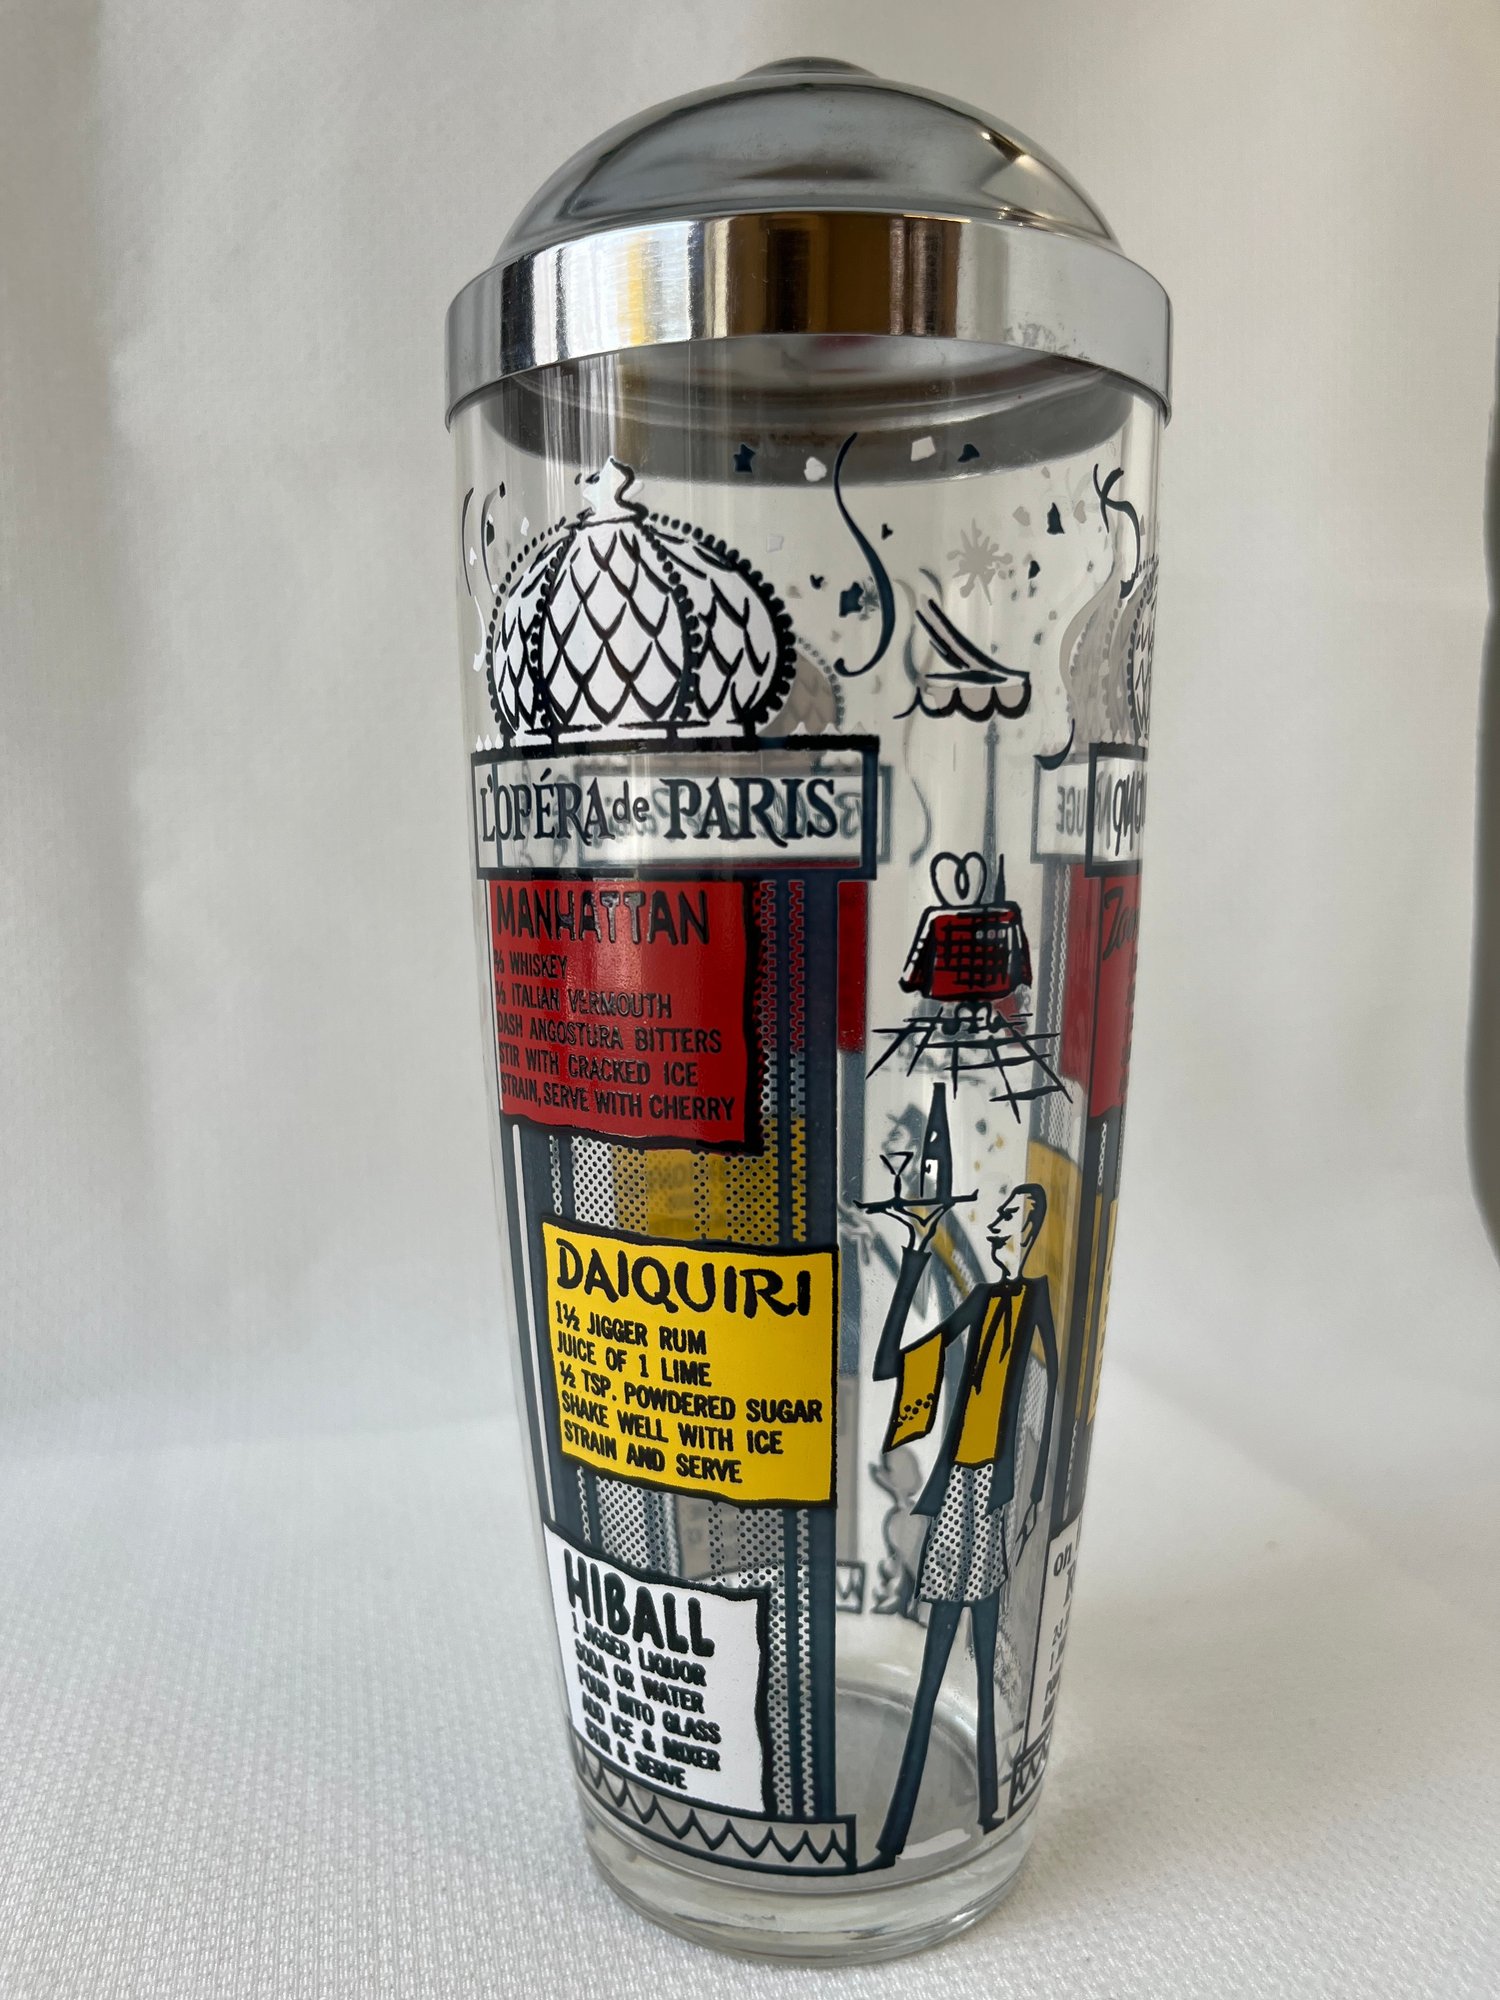 L'OPÉRA de PARIS
MANHATTAN
⅔ WHISKEY
⅓ ITALIAN VERMOUTH
DASH ANGOSTURA BITTERS
STIR WITH CRACKED ICE
STRAIN, SERVE WITH CHERRY
DAIQUIRI
1½ JIGGER RUM
JUICE OF 1 LIME
½ TSP. POWDERED SUGAR
SHAKE WELL WITH ICE
STRAIN AND SERVE
HIBALL
1 JIGGER LIQUOR
SODA OR WATER
POUR INTO GLASS
ADD ICE & MIXER
STIR & SERVE
on